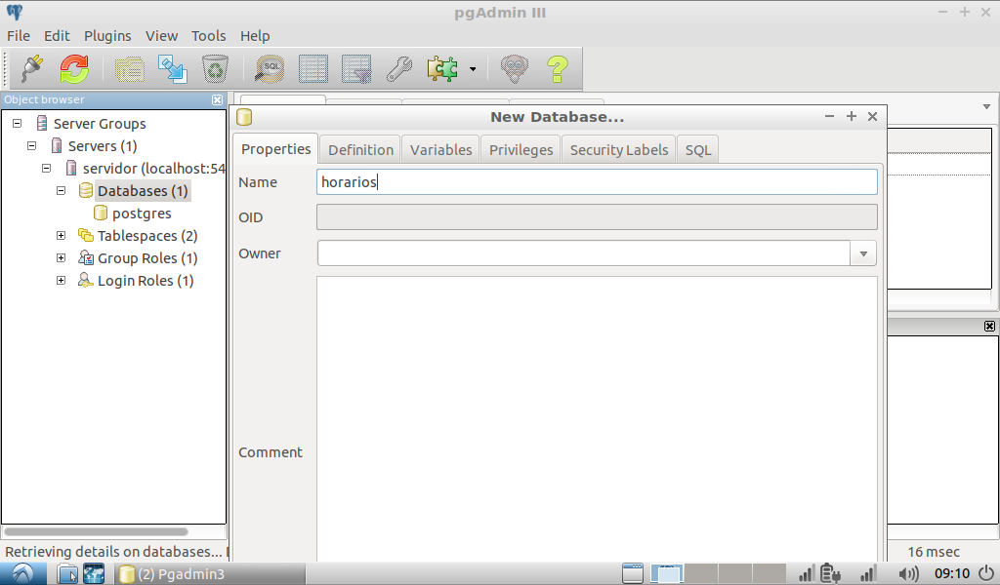 pgAdmin III
File Edit Plugins View Tools Help
SQL
Object browser
Server Groups
Servers (1)
servidor (localhost:54
Databases (1)
postgres
Tablespaces (2)
Group Roles (1)
Login Roles (1)
New Database...
Properties Definition Variables Privileges Security Labels SQL
Name horarios
OID
Owner
Comment
Retrieving details on databases...
16 msec
(2) Pgadmin3
09:10